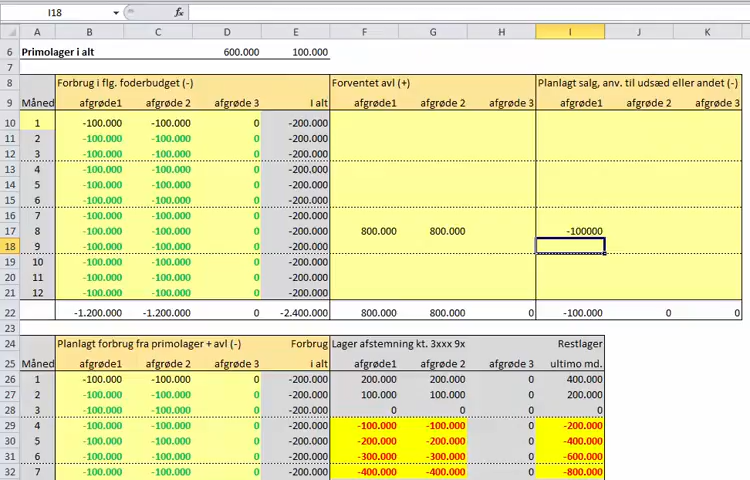 I18 fx
A B C D E F G H I J K
6 Primolager i alt 600.000 100.000
7
8 Forbrug i flg. foderbudget (-) Forventet avl (+) Planlagt salg, anv. til udsæd eller andet (-)
9 Måned afgrøde1 afgrøde 2 afgrøde 3 I alt afgrøde1 afgrøde 2 afgrøde 3 afgrøde1 afgrøde 2 afgrøde 3
10 1 -100.000 -100.000 0 -200.000
11 2 -100.000 -100.000 0 -200.000
12 3 -100.000 -100.000 0 -200.000
13 4 -100.000 -100.000 0 -200.000
14 5 -100.000 -100.000 0 -200.000
15 6 -100.000 -100.000 0 -200.000
16 7 -100.000 -100.000 0 -200.000
17 8 -100.000 -100.000 0 -200.000 800.000 800.000 -100000
18 9 -100.000 -100.000 0 -200.000
19 10 -100.000 -100.000 0 -200.000
20 11 -100.000 -100.000 0 -200.000
21 12 -100.000 -100.000 0 -200.000
22 -1.200.000 -1.200.000 0 -2.400.000 800.000 800.000 0 -100.000 0 0
23
24 Planlagt forbrug fra primolager + avl (-) Forbrug Lager afstemning kt. 3xxx 9x Restlager
25 Måned afgrøde1 afgrøde 2 afgrøde 3 i alt afgrøde1 afgrøde 2 afgrøde 3 ultimo md.
26 1 -100.000 -100.000 0 -200.000 200.000 200.000 0 400.000
27 2 -100.000 -100.000 0 -200.000 100.000 100.000 0 200.000
28 3 -100.000 -100.000 0 -200.000 0 0 0 0
29 4 -100.000 -100.000 0 -200.000 -100.000 -100.000 0 -200.000
30 5 -100.000 -100.000 0 -200.000 -200.000 -200.000 0 -400.000
31 6 -100.000 -100.000 0 -200.000 -300.000 -300.000 0 -600.000
32 7 -100.000 -100.000 0 -200.000 -400.000 -400.000 0 -800.000